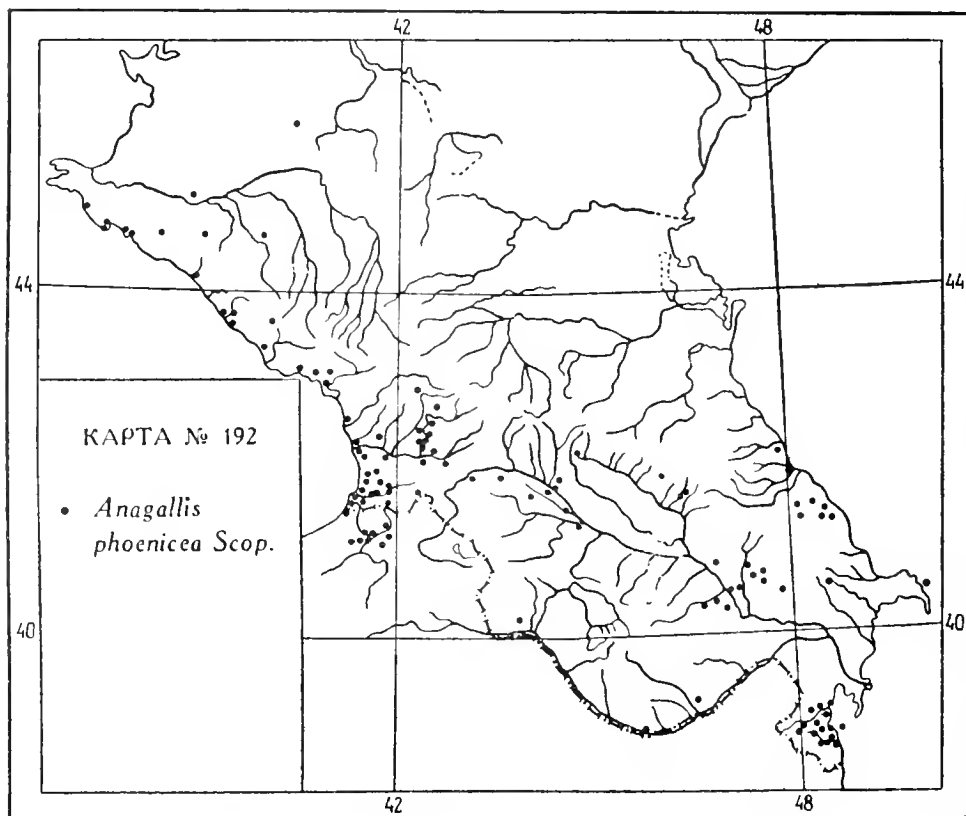 42 48
44 44
КАРТА № 192
Anagallis
phoenicea Scop.
40 40
42 48